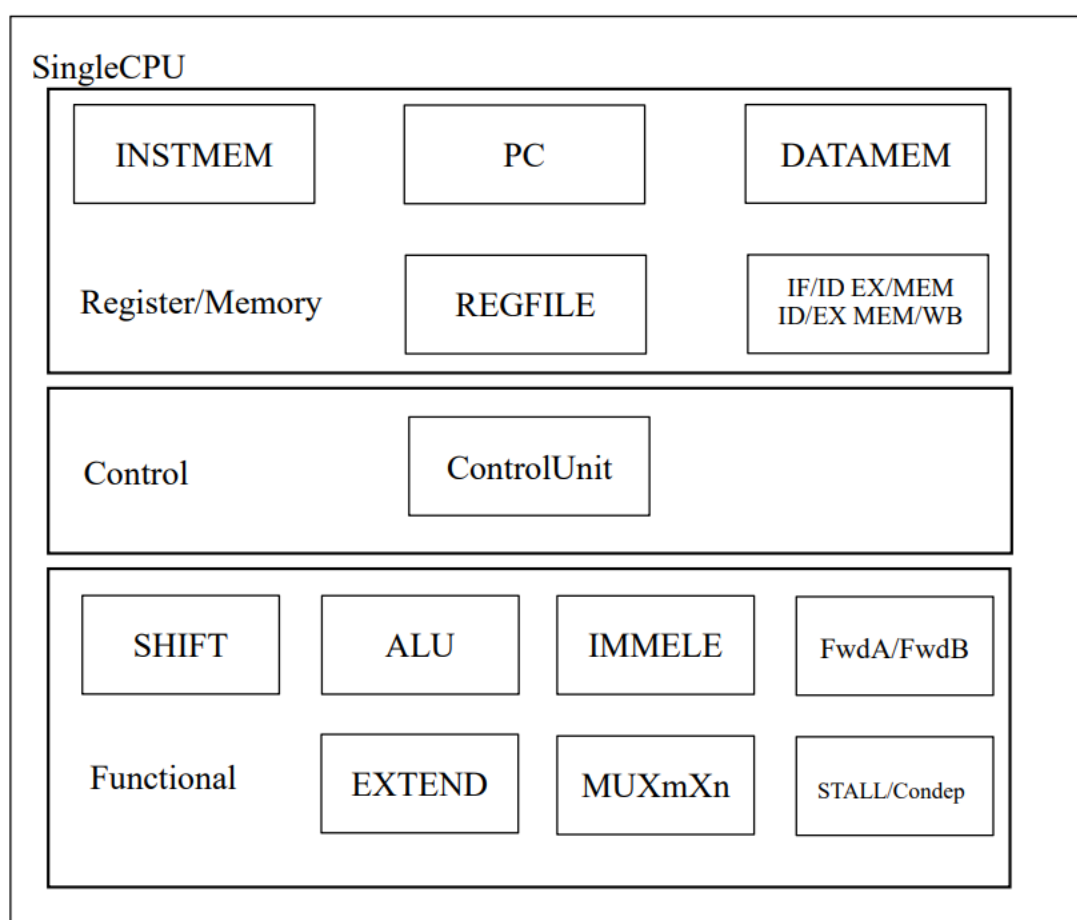 SingleCPU
INSTMEM
PC
DATAMEM
Register/Memory
REGFILE
IF/ID EX/MEM
ID/EX MEM/WB
Control
ControlUnit
SHIFT
ALU
IMMELE
FwdA/FwdB
Functional
EXTEND
MUXmXn
STALL/Condep